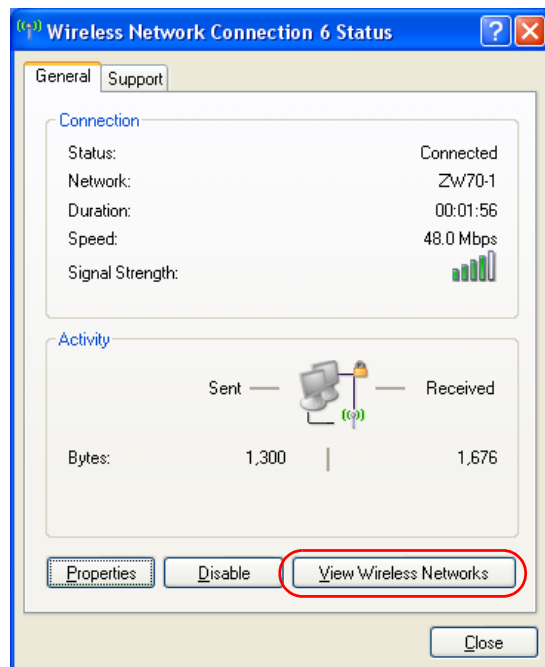 Wireless Network Connection 6 Status
General Support
Connection
Status: Connected
Network: ZW70-1
Duration: 00:01:56
Speed: 48.0 Mbps
Signal Strength:
Activity
Sent Received
Bytes: 1,300 1,676
Properties Disable View Wireless Networks
Close